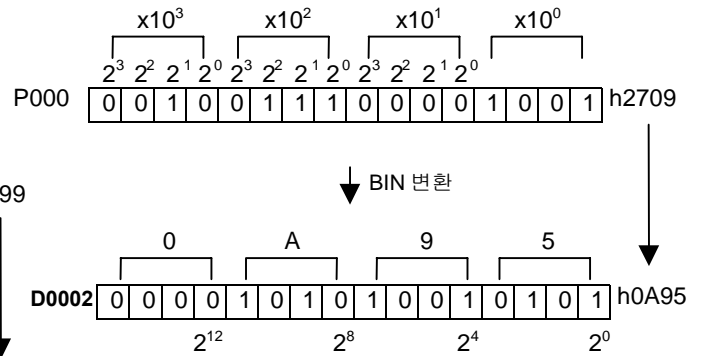 x10³ x10² x10¹ x10⁰
2³ 2² 2¹ 2⁰ 2³ 2² 2¹ 2⁰ 2³ 2² 2¹ 2⁰
P000 0 0 1 0 0 1 1 1 0 0 0 0 1 0 0 1 h2709
BIN 변환
99
0 A 9 5
D0002 0 0 0 0 1 0 1 0 1 0 0 1 0 1 0 1 h0A95
2¹² 2⁸ 2⁴ 2⁰